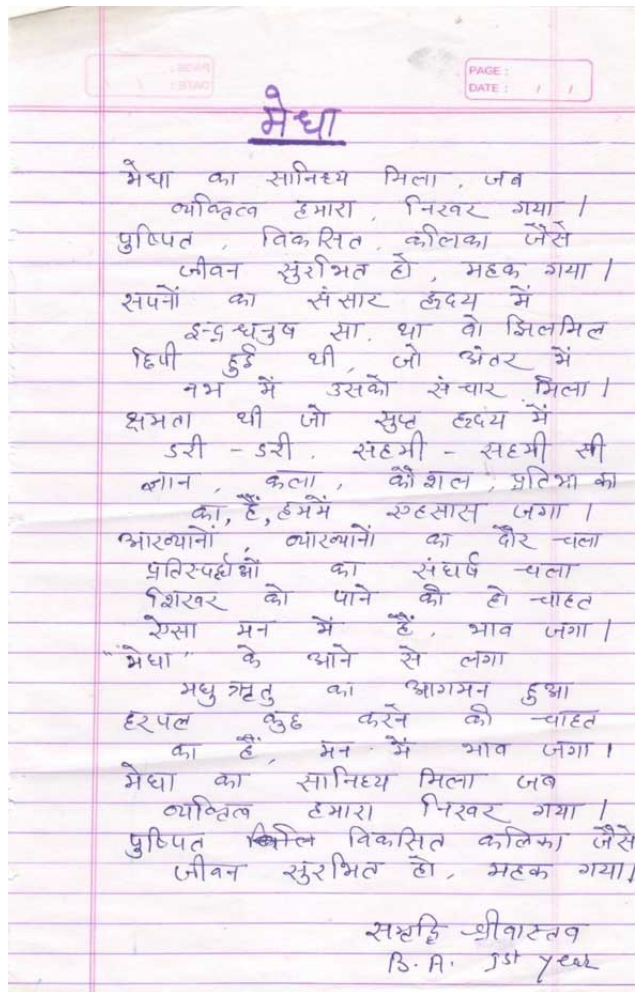 PAGE :
DATE : / /
मेधा
मेधा का सानिध्य मिला, जब
व्यक्तित्व हमारा, निखर गया।
पुष्पित, विकसित, कलिका जैसे
जीवन सुरभित हो, महक गया।
सपनों का संसार हृदय में
इन्द्रधनुष सा, था वो झिलमिल
छिपी हुई थी, जो अंतर में
नभ में उसको संचार मिला।
क्षमता थी जो सुप्त हृदय में
डरी - डरी, सहमी - सहमी सी
ज्ञान, कला, कौशल, प्रतिभा का
का, हैं, हममें एहसास जगा।
आख्यानों, व्याख्यानों का दौर चला
प्रतिस्पर्धाओं का संघर्ष चला
शिखर को पाने की हो चाहत
ऐसा मन में हैं, भाव जगा।
"मेधा" के आने से लगा
मधु ऋतु का आगमन हुआ
हरपल कुछ करने की चाहत
का हैं, मन में भाव जगा।
मेधा का सानिध्य मिला जब
व्यक्तित्व हमारा निखर गया।
पुष्पित विकसित कलिका जैसे
जीवन सुरभित हो, महक गया।
समृद्धि श्रीवास्तव
B.A. Ist year